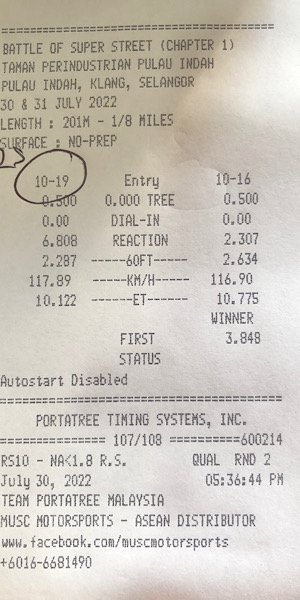 ===================================
BATTLE OF SUPER STREET (CHAPTER 1)
TAMAN PERINDUSTRIAN PULAU INDAH
PULAU INDAH, KLANG, SELANGOR
30 & 31 JULY 2022
LENGTH : 201M - 1/8 MILES
SURFACE : NO-PREP
10-19 Entry 10-16
0.500 0.000 TREE 0.500
0.00 DIAL-IN 0.00
6.808 REACTION 2.307
2.287 ------60FT----- 2.634
117.89 ------KM/H----- 116.90
10.122 -------ET------ 10.775
WINNER
FIRST 3.848
STATUS
Autostart Disabled
===================================
PORTATREE TIMING SYSTEMS, INC.
============== 107/108 ==========600214
RS10 - NA<1.8 R.S. QUAL RND 2
July 30, 2022 05:36:44 PM
TEAM PORTATREE MALAYSIA
MUSC MOTORSPORTS - ASEAN DISTRIBUTOR
www.facebook.com/muscmotorsports
+6016-6681490